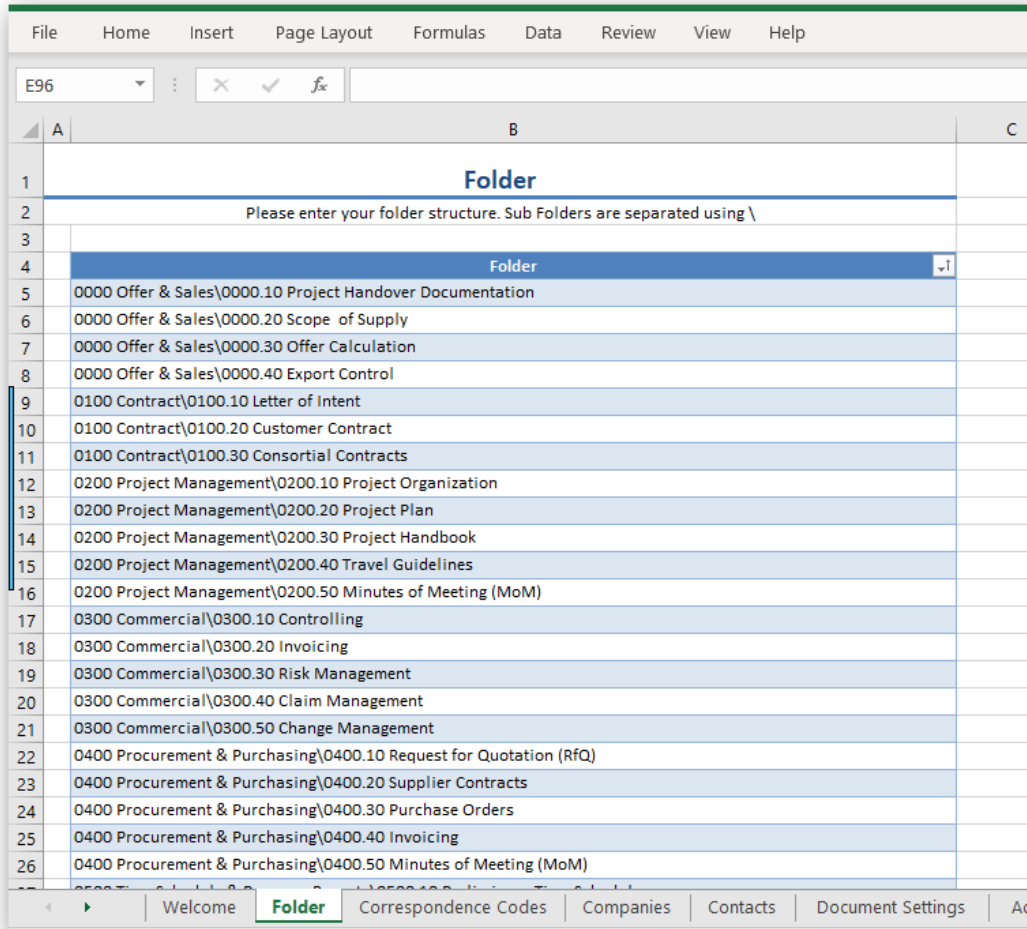 File Home Insert Page Layout Formulas Data Review View Help
E96 fx
A B C
1 Folder
2 Please enter your folder structure. Sub Folders are separated using \
3
4 Folder
5 0000 Offer & Sales\0000.10 Project Handover Documentation
6 0000 Offer & Sales\0000.20 Scope  of Supply
7 0000 Offer & Sales\0000.30 Offer Calculation
8 0000 Offer & Sales\0000.40 Export Control
9 0100 Contract\0100.10 Letter of Intent
10 0100 Contract\0100.20 Customer Contract
11 0100 Contract\0100.30 Consortial Contracts
12 0200 Project Management\0200.10 Project Organization
13 0200 Project Management\0200.20 Project Plan
14 0200 Project Management\0200.30 Project Handbook
15 0200 Project Management\0200.40 Travel Guidelines
16 0200 Project Management\0200.50 Minutes of Meeting (MoM)
17 0300 Commercial\0300.10 Controlling
18 0300 Commercial\0300.20 Invoicing
19 0300 Commercial\0300.30 Risk Management
20 0300 Commercial\0300.40 Claim Management
21 0300 Commercial\0300.50 Change Management
22 0400 Procurement & Purchasing\0400.10 Request for Quotation (RfQ)
23 0400 Procurement & Purchasing\0400.20 Supplier Contracts
24 0400 Procurement & Purchasing\0400.30 Purchase Orders
25 0400 Procurement & Purchasing\0400.40 Invoicing
26 0400 Procurement & Purchasing\0400.50 Minutes of Meeting (MoM)
Welcome Folder Correspondence Codes Companies Contacts Document Settings